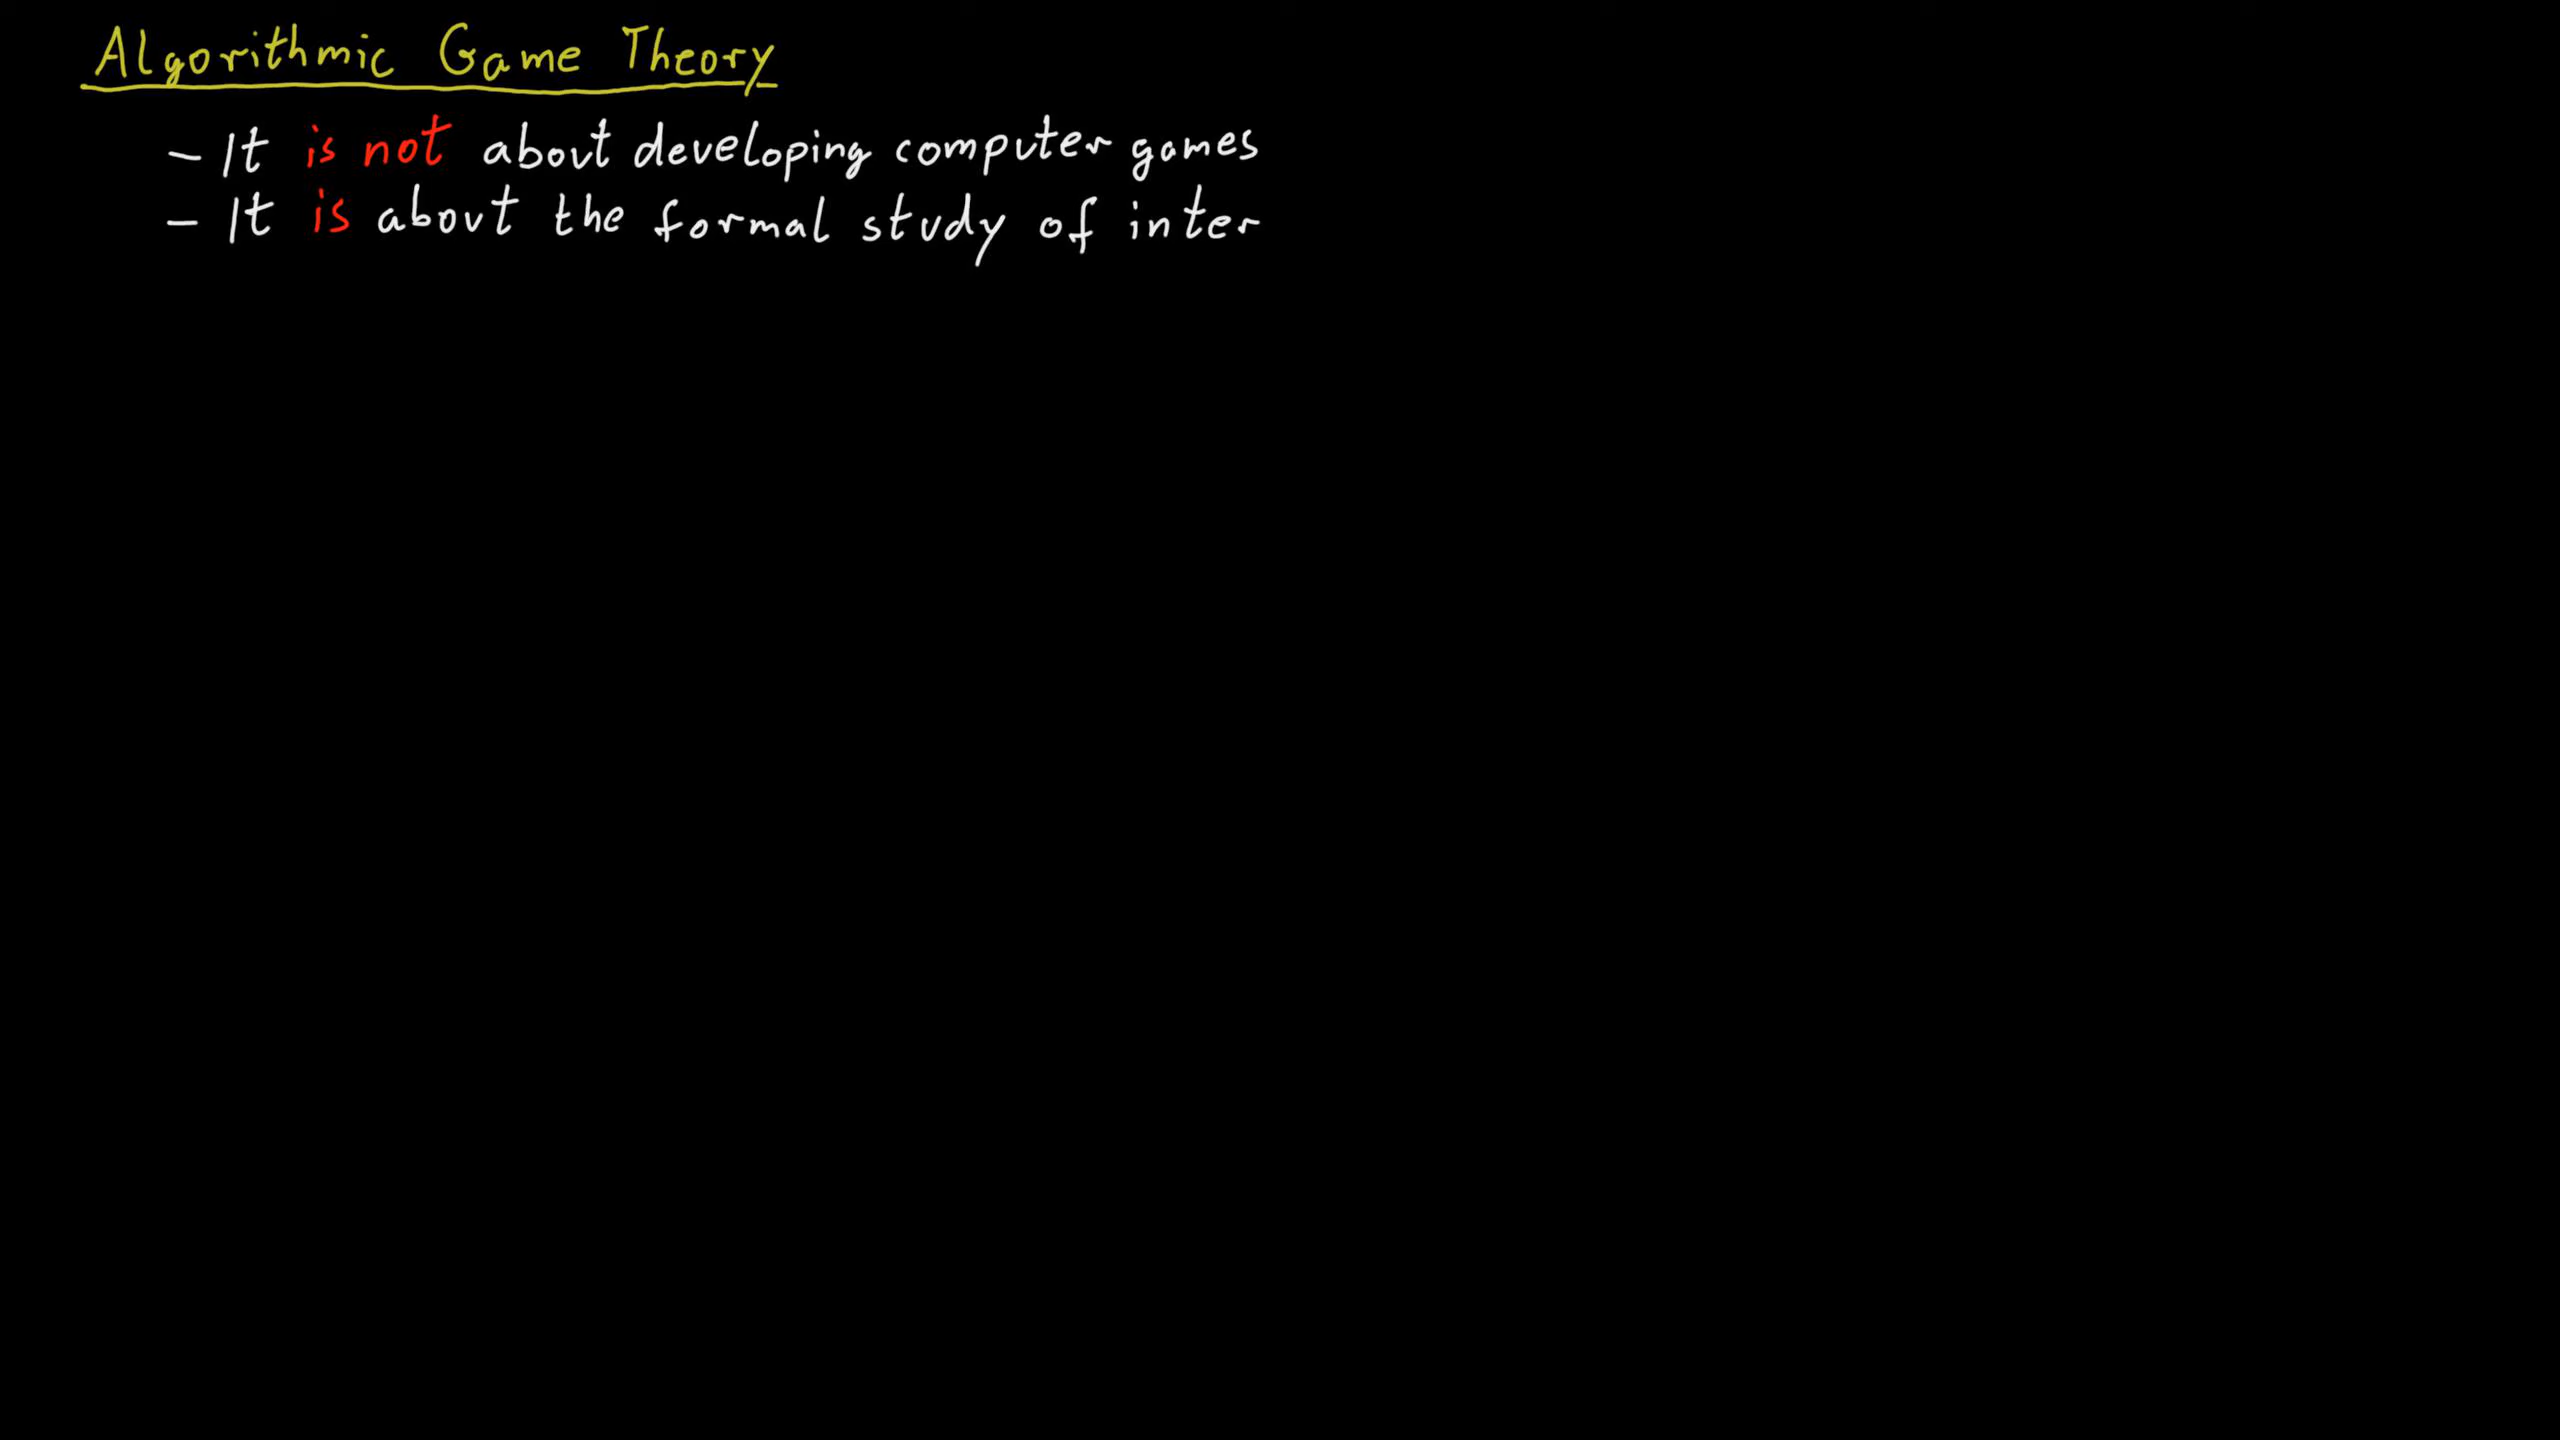 Algorithmic Game Theory
- It is not about developing computer games
- It is about the formal study of inter